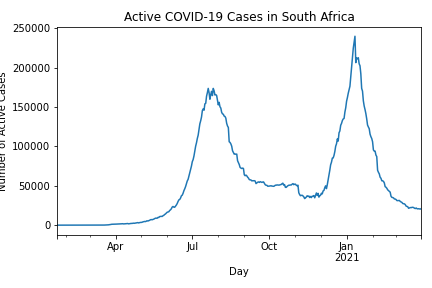 Active COVID-19 Cases in South Africa
Number of Active Cases
250000
200000
150000
100000
50000
0
Apr
Jul
Oct
Jan
2021
Day